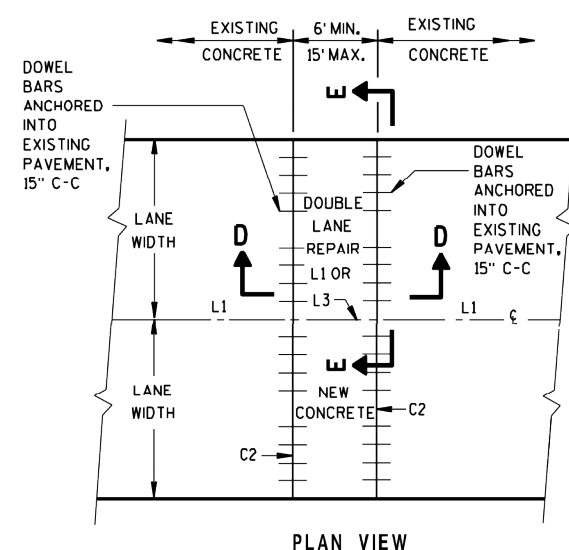 EXISTING
CONCRETE
6' MIN.
15' MAX.
EXISTING
CONCRETE
E
DOWEL
BARS
ANCHORED
INTO
EXISTING
PAVEMENT,
15" C-C
DOWEL
BARS
ANCHORED
INTO
EXISTING
PAVEMENT,
15" C-C
LANE
WIDTH
DOUBLE
LANE
REPAIR
L1 OR
L3
D
D
L1
L1
℄
E
LANE
WIDTH
NEW
CONCRETE
C2
C2
PLAN VIEW